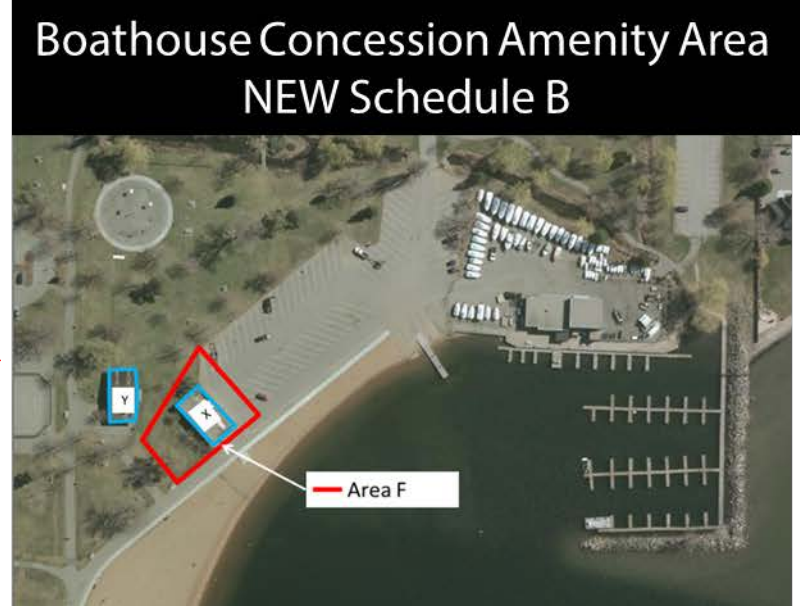 Boathouse Concession Amenity Area
NEW Schedule B
Y
X
Area F